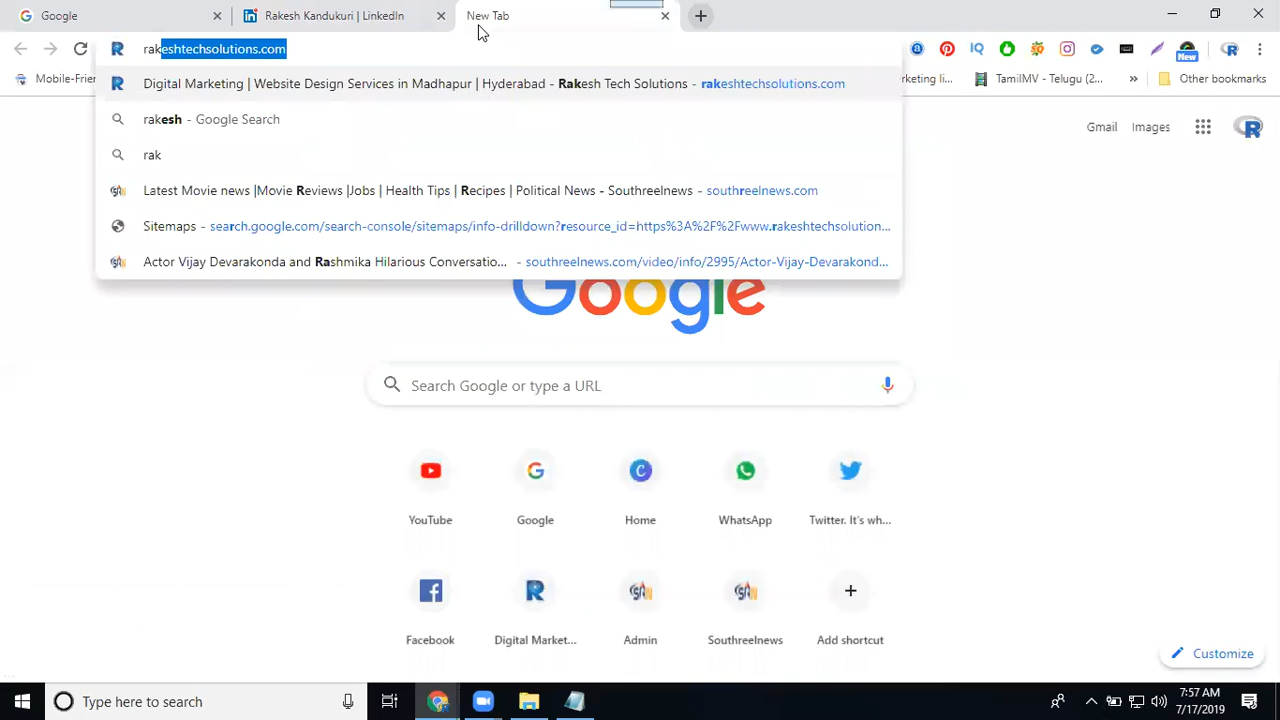 Google
Rakesh Kandukuri | LinkedIn
New Tab
rakeshtechsolutions.com
New
Mobile-Frien
Digital Marketing | Website Design Services in Madhapur | Hyderabad - Rakesh Tech Solutions - rakeshtechsolutions.com
rketing li...
TamilMV - Telugu (2...
»
Other bookmarks
rakesh - Google Search
Gmail
Images
rak
Latest Movie news |Movie Reviews |Jobs | Health Tips | Recipes | Political News - Southreelnews - southreelnews.com
Sitemaps - search.google.com/search-console/sitemaps/info-drilldown?resource_id=https%3A%2F%2Fwww.rakeshtechsolution...
Actor Vijay Devarakonda and Rashmika Hilarious Conversatio... - southreelnews.com/video/info/2995/Actor-Vijay-Devarakond...
Google
Search Google or type a URL
YouTube
Google
Home
WhatsApp
Twitter. It's wh...
Facebook
Digital Market...
Admin
Southreelnews
Add shortcut
Customize
Type here to search
7:57 AM
7/17/2019